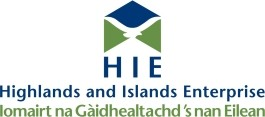 HIE
Highlands and Islands Enterprise
Iomairt na Gàidhealtachd 's nan Eilean